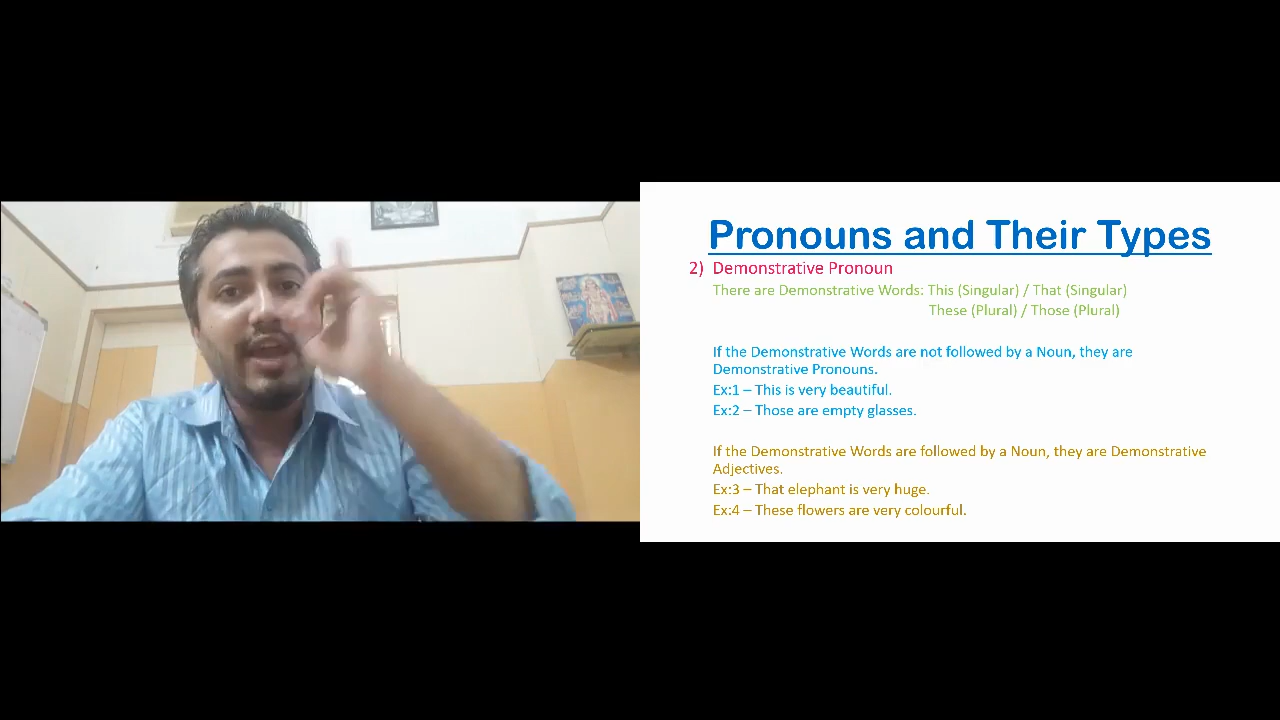 Pronouns and Their Types
2) Demonstrative Pronoun
There are Demonstrative Words: This (Singular) / That (Singular)
These (Plural) / Those (Plural)
If the Demonstrative Words are not followed by a Noun, they are
Demonstrative Pronouns.
Ex:1 – This is very beautiful.
Ex:2 – Those are empty glasses.
If the Demonstrative Words are followed by a Noun, they are Demonstrative
Adjectives.
Ex:3 – That elephant is very huge.
Ex:4 – These flowers are very colourful.